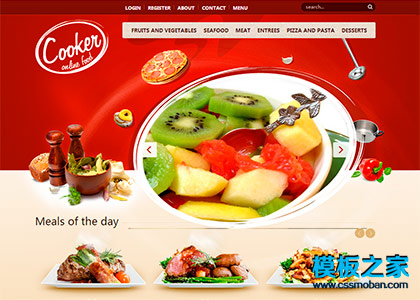 LOGIN REGISTER ABOUT CONTACT MENU
search...
Cooker
online food
FRUITS AND VEGETABLES SEAFOOD MEAT ENTREES PIZZA AND PASTA DESSERTS
Meals of the day
模板之家
www.cssmoban.com